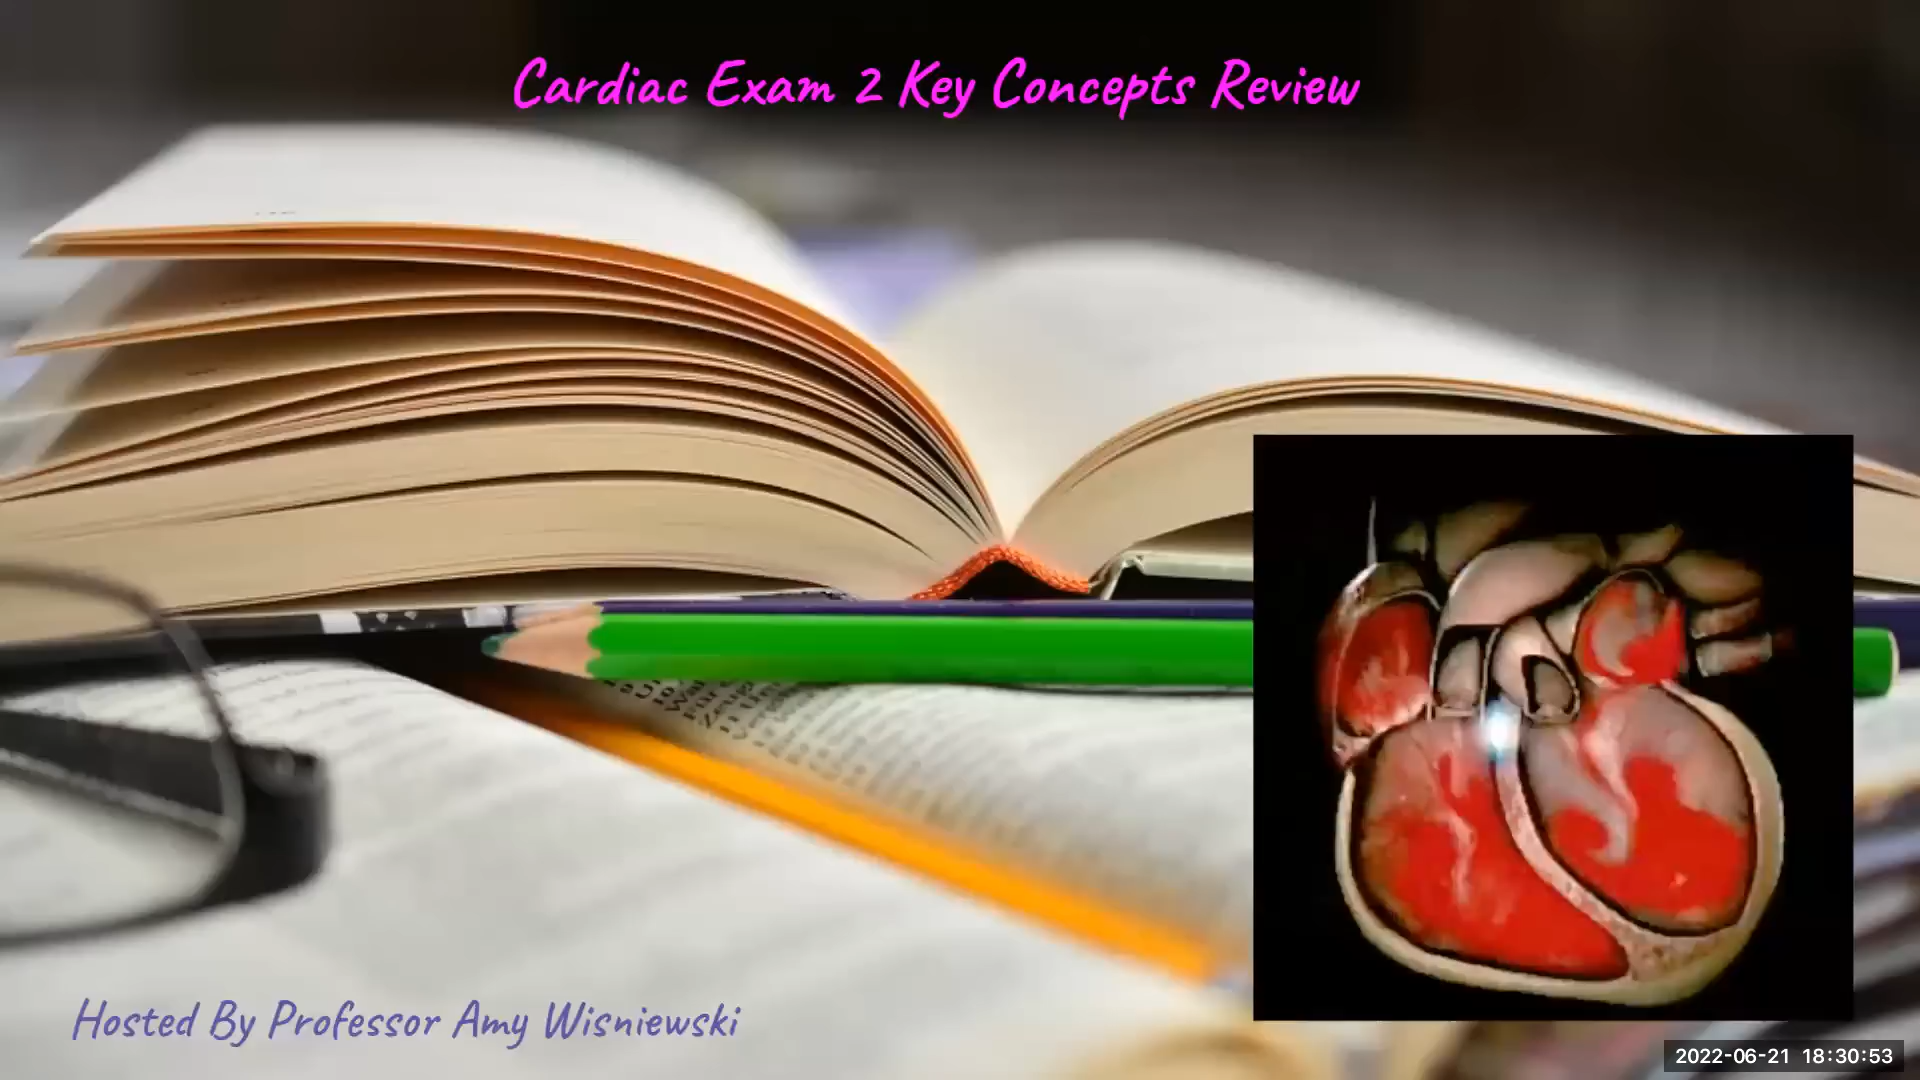 Cardiac Exam 2 Key Concepts Review
Hosted By Professor Amy Wisniewski
2022-06-21 18:30:53